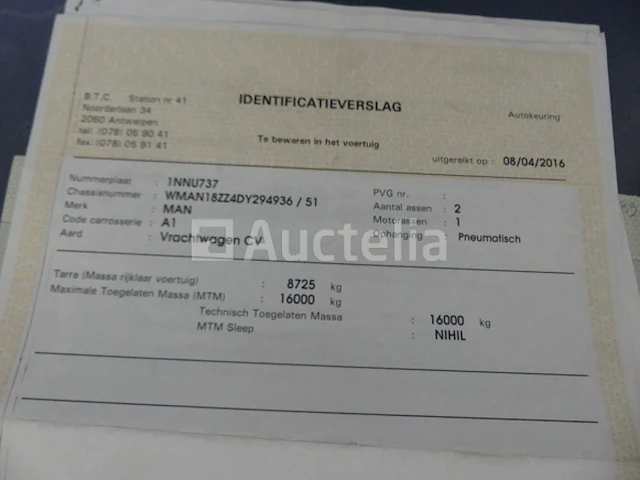 IDENTIFICATIEVERSLAG
Te bewaren in het voertuig
B.T.C. Station nr 41
Noorderlaan 34
2060 Antwerpen
tel: (078) 05 90 41
fax: (078) 05 91 41
Autokeuring
uitgereikt op : 08/04/2016
Nummerplaat : 1NNU737
Chassisnummer : WMAN18ZZ4DY294936 / 51
Merk : MAN
Code carrosserie : A1
Aard : Vrachtwagen CV
PVG nr. :
Aantal assen : 2
Motorassen : 1
Ophanging : Pneumatisch
Auctelia
Tarra (Massa rijklaar voertuig) : 8725 kg
Maximale Toegelaten Massa (MTM) : 16000 kg
Technisch Toegelaten Massa : 16000 kg
MTM Sleep : NIHIL